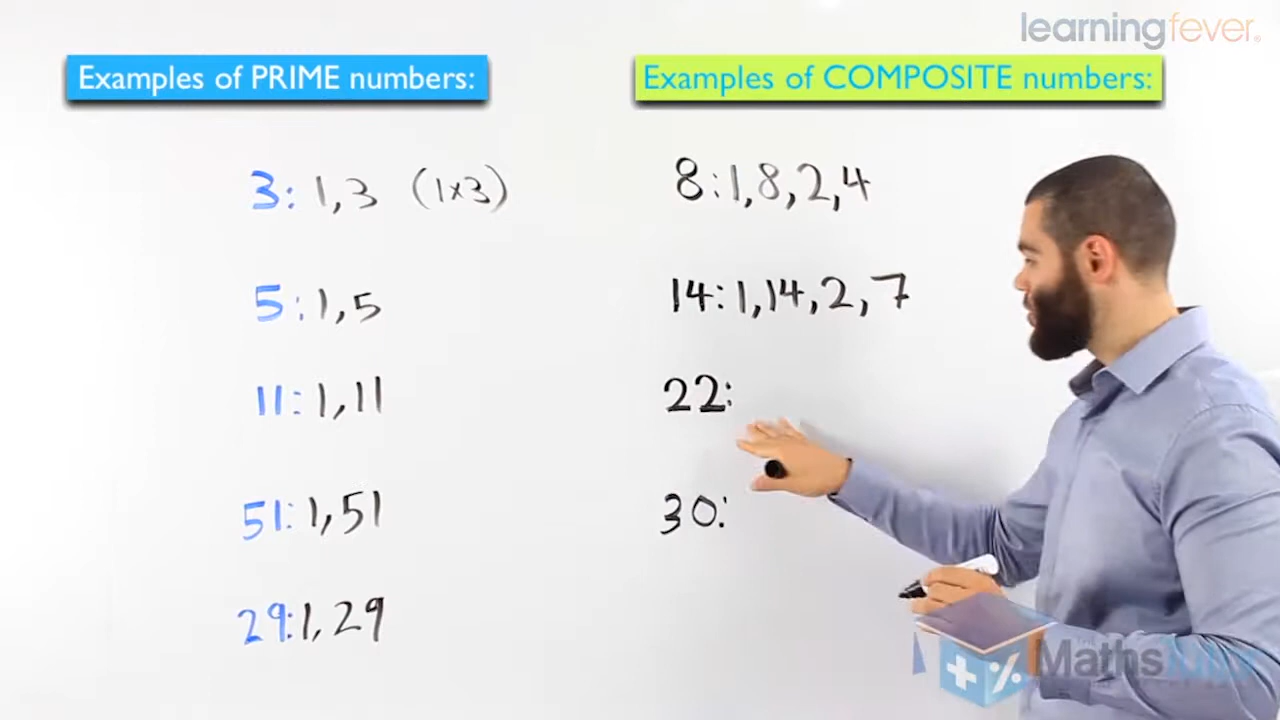 learningfever.
Examples of PRIME numbers:
3: 1,3 (1x3)
5: 1,5
11: 1,11
51: 1,51
29: 1,29
Examples of COMPOSITE numbers:
8: 1,8,2,4
14: 1,14,2,7
22:
30:
MathsTutor